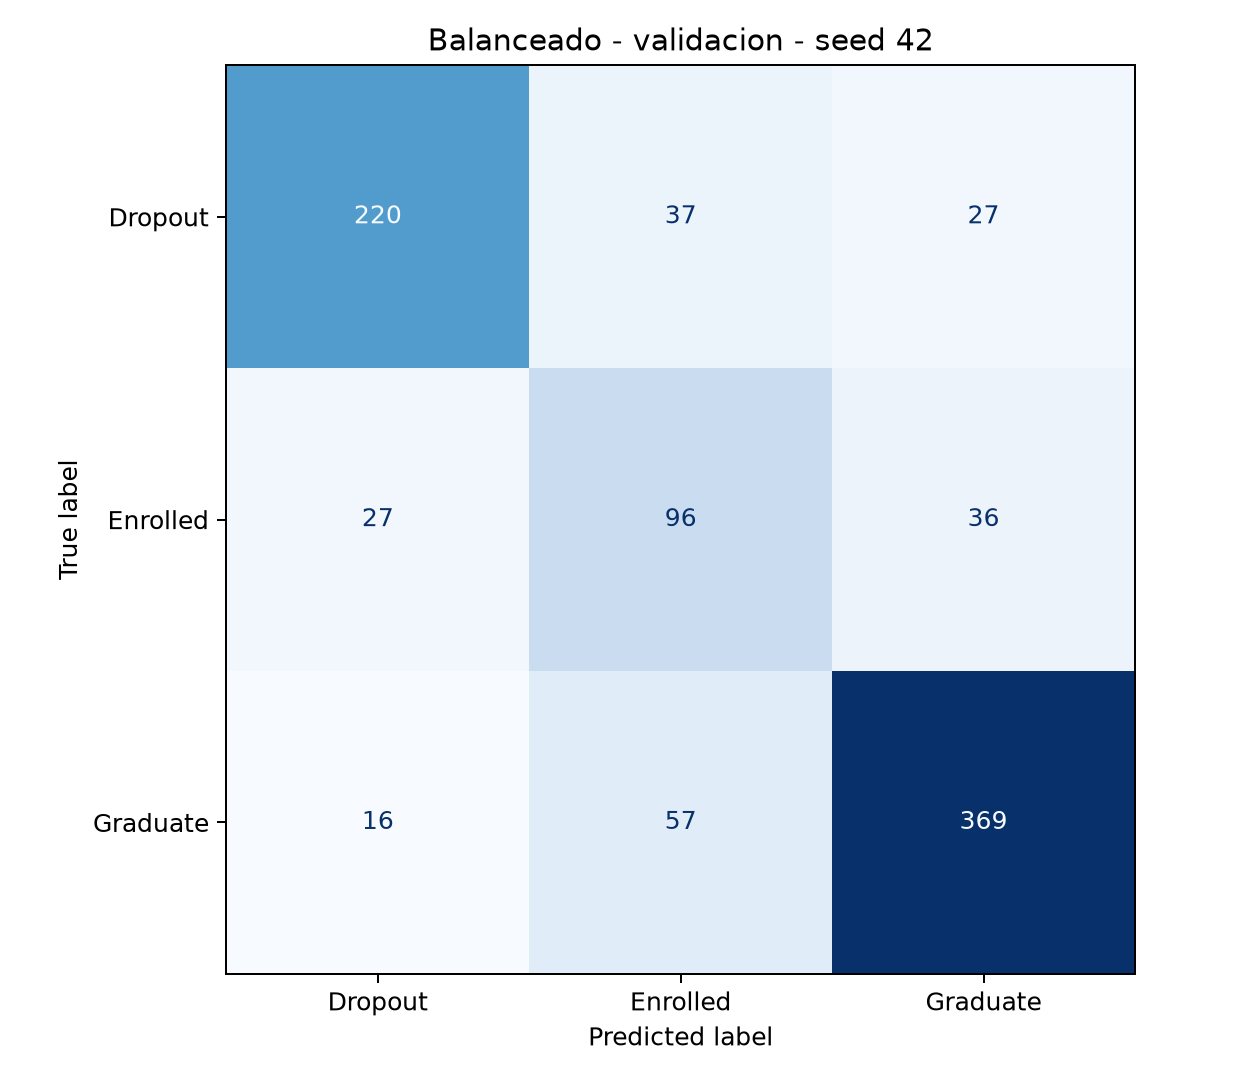 Balanceado - validacion - seed 42
True label
Dropout 220 37 27
Enrolled 27 96 36
Graduate 16 57 369
Dropout Enrolled Graduate
Predicted label